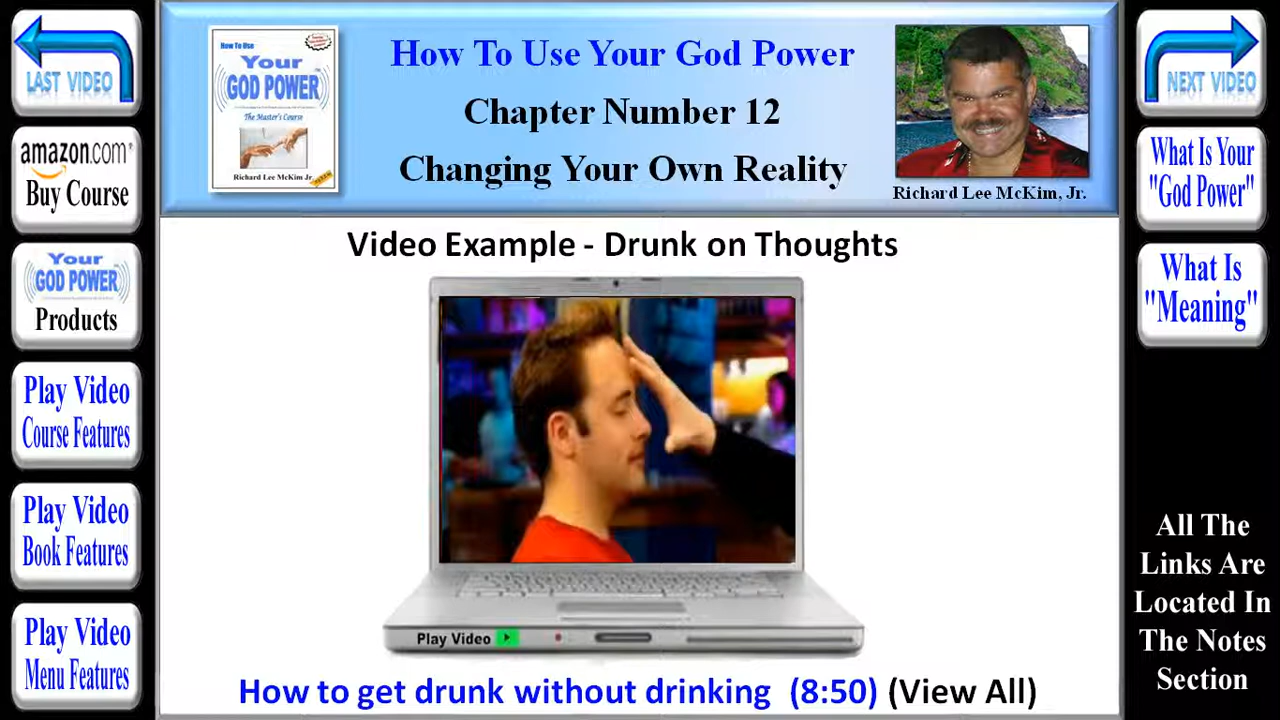 LAST VIDEO
amazon.com
Buy Course
Your
GOD POWER
Products
Play Video
Course Features
Play Video
Book Features
Play Video
Menu Features
How To Use
Your
GOD POWER
The Master's Course
Richard Lee McKim Jr.
How To Use Your God Power
Chapter Number 12
Changing Your Own Reality
Richard Lee McKim, Jr.
Video Example - Drunk on Thoughts
Play Video
How to get drunk without drinking (8:50) (View All)
NEXT VIDEO
What Is Your
"God Power"
What Is
"Meaning"
All The
Links Are
Located In
The Notes
Section